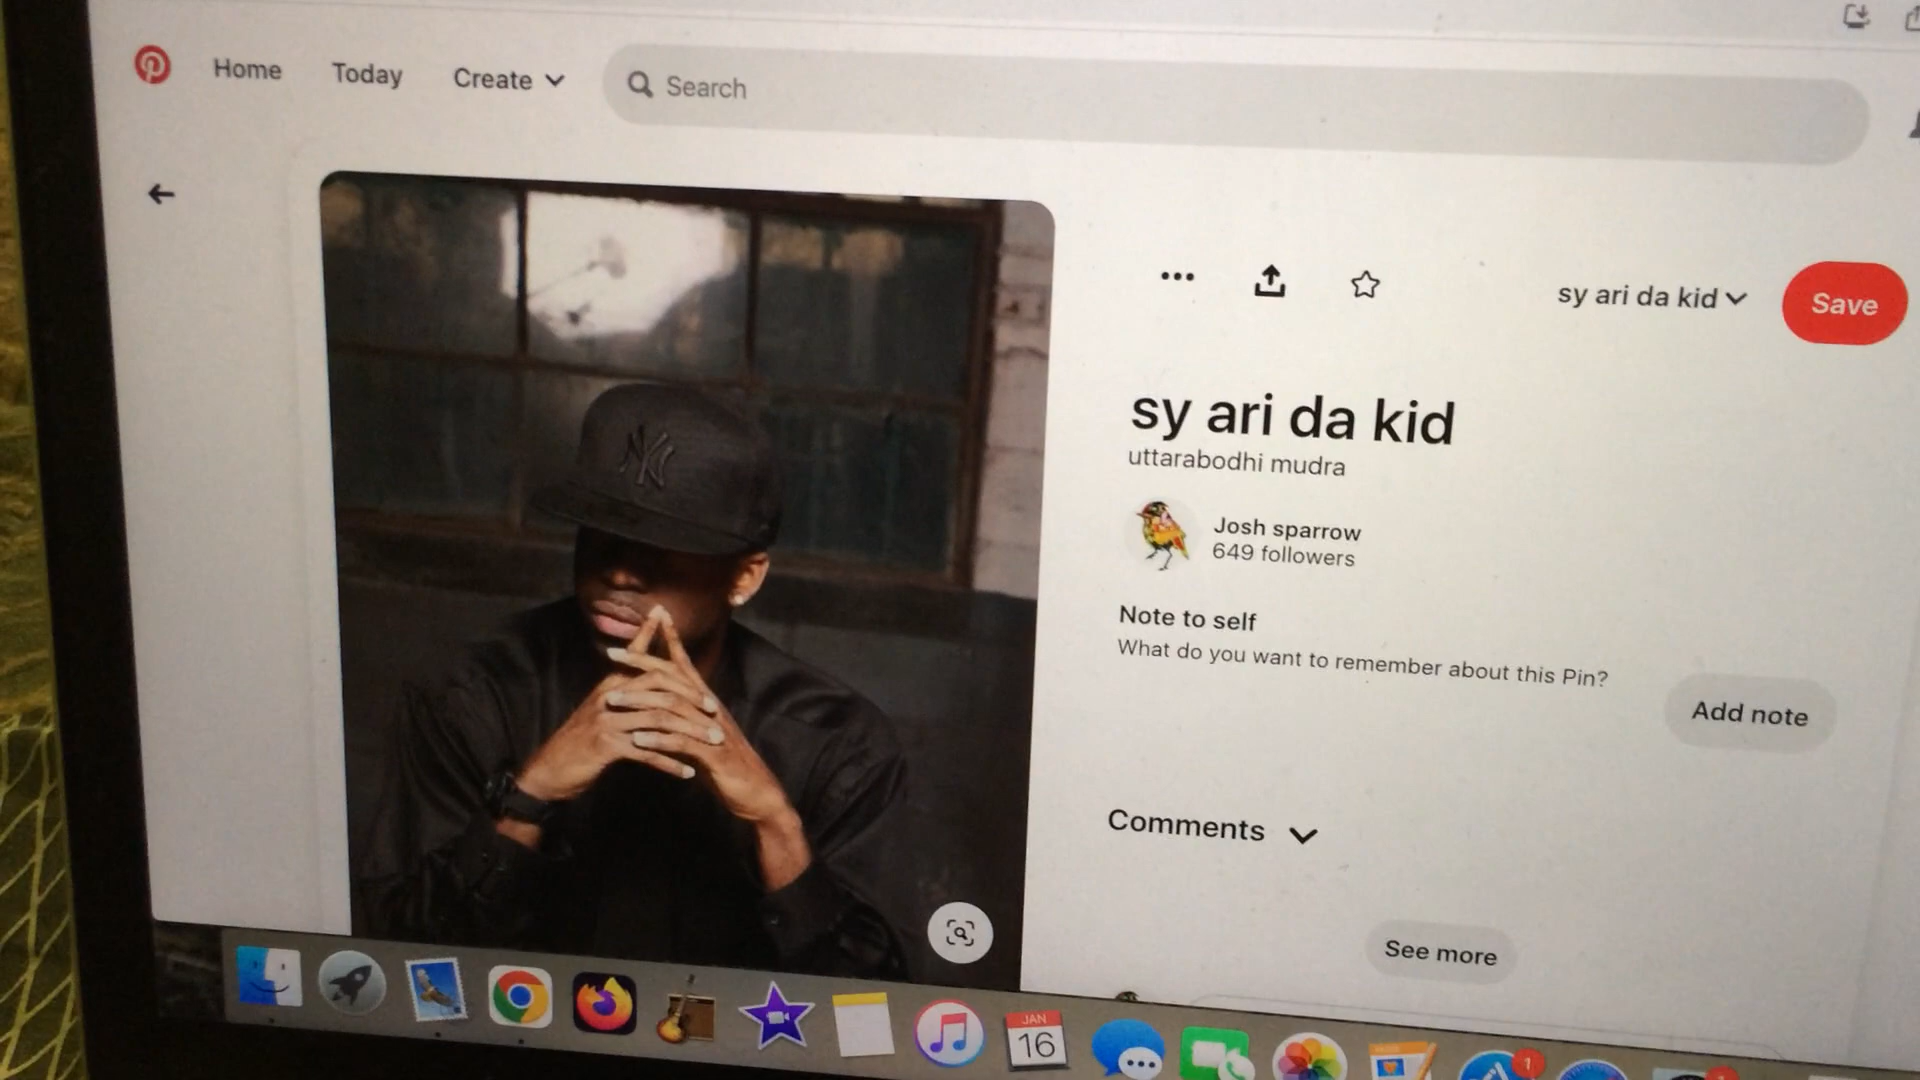 Home Today Create Search
sy ari da kid Save
NY
sy ari da kid
uttarabodhi mudra
Josh sparrow
649 followers
Note to self
What do you want to remember about this Pin?
Add note
Comments
See more
JAN
16
1